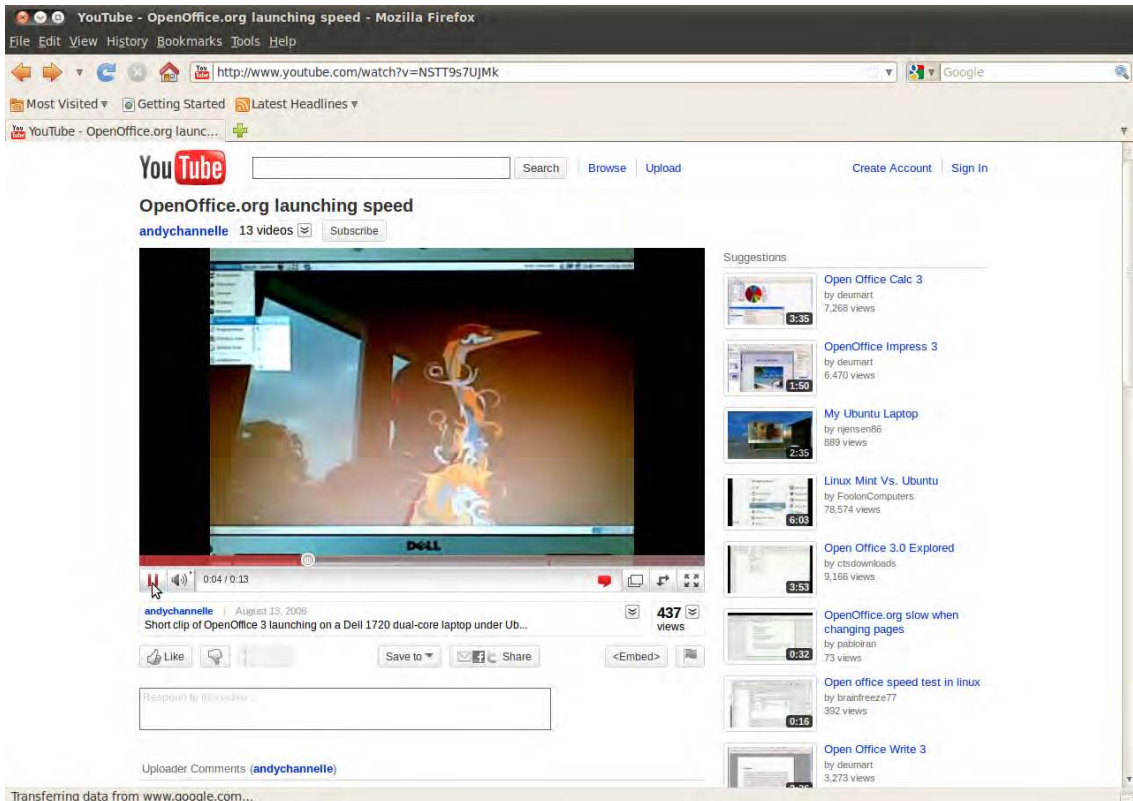 YouTube - OpenOffice.org launching speed - Mozilla Firefox
File Edit View History Bookmarks Tools Help
http://www.youtube.com/watch?v=NSTT9s7UJMk
Google
Most Visited Getting Started Latest Headlines
YouTube - OpenOffice.org launc...
You Tube Search Browse Upload Create Account Sign In
OpenOffice.org launching speed
andychannelle 13 videos Subscribe
DELL
0:04 / 0:13
andychannelle August 13, 2008
Short clip of OpenOffice 3 launching on a Dell 1720 dual-core laptop under Ub...
437
views
Like Save to Share <Embed>
Respond to this video...
Uploader Comments (andychannelle)
Suggestions
Open Office Calc 3
by deumart
7,268 views
3:35
OpenOffice Impress 3
by deumart
6,470 views
1:50
My Ubuntu Laptop
by njensen86
889 views
2:35
Linux Mint Vs. Ubuntu
by FoolonComputers
78,574 views
6:03
Open Office 3.0 Explored
by ctsdownloads
9,166 views
3:53
OpenOffice.org slow when
changing pages
by pabloiran
73 views
0:32
Open office speed test in linux
by brainfreeze77
392 views
0:16
Open Office Write 3
by deumart
3,273 views
Transferring data from www.google.com...